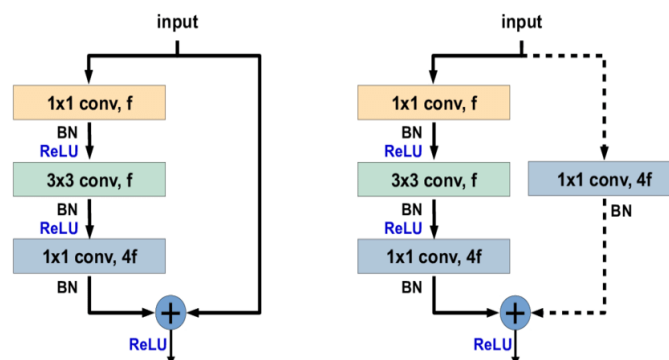 input
1x1 conv, f
BN
ReLU
3x3 conv, f
BN
ReLU
1x1 conv, 4f
BN
+
ReLU
input
1x1 conv, f
BN
ReLU
3x3 conv, f
1x1 conv, 4f
BN
BN
ReLU
1x1 conv, 4f
BN
+
ReLU